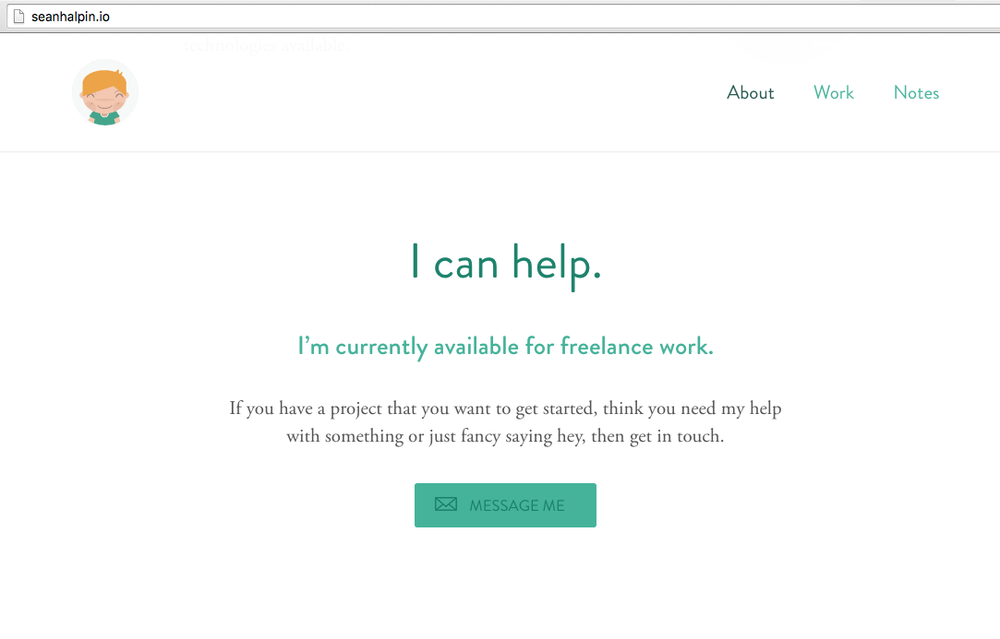 seanhalpin.io
technologies available.
About
Work
Notes
I can help.
I’m currently available for freelance work.
If you have a project that you want to get started, think you need my help
with something or just fancy saying hey, then get in touch.
MESSAGE ME